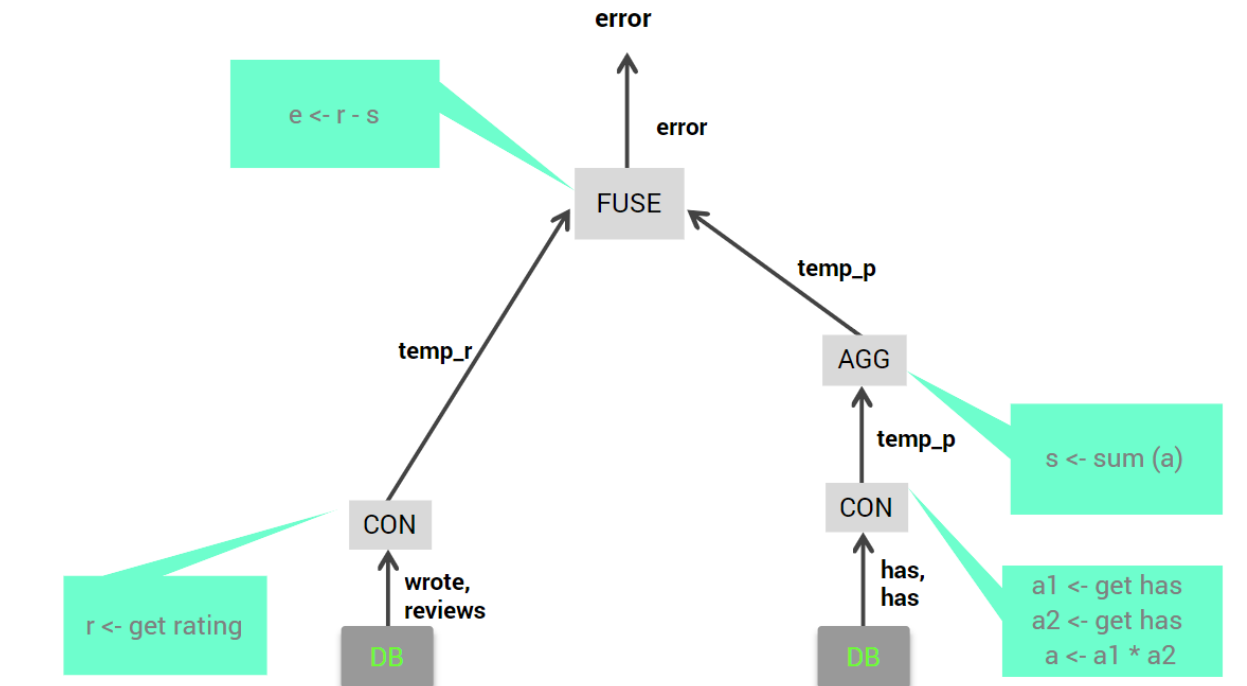 error
e <- r - s
error
FUSE
temp_p
temp_r
AGG
temp_p
s <- sum (a)
CON
CON
has,
has
wrote,
reviews
a1 <- get has
a2 <- get has
a <- a1 * a2
r <- get rating
DB
DB